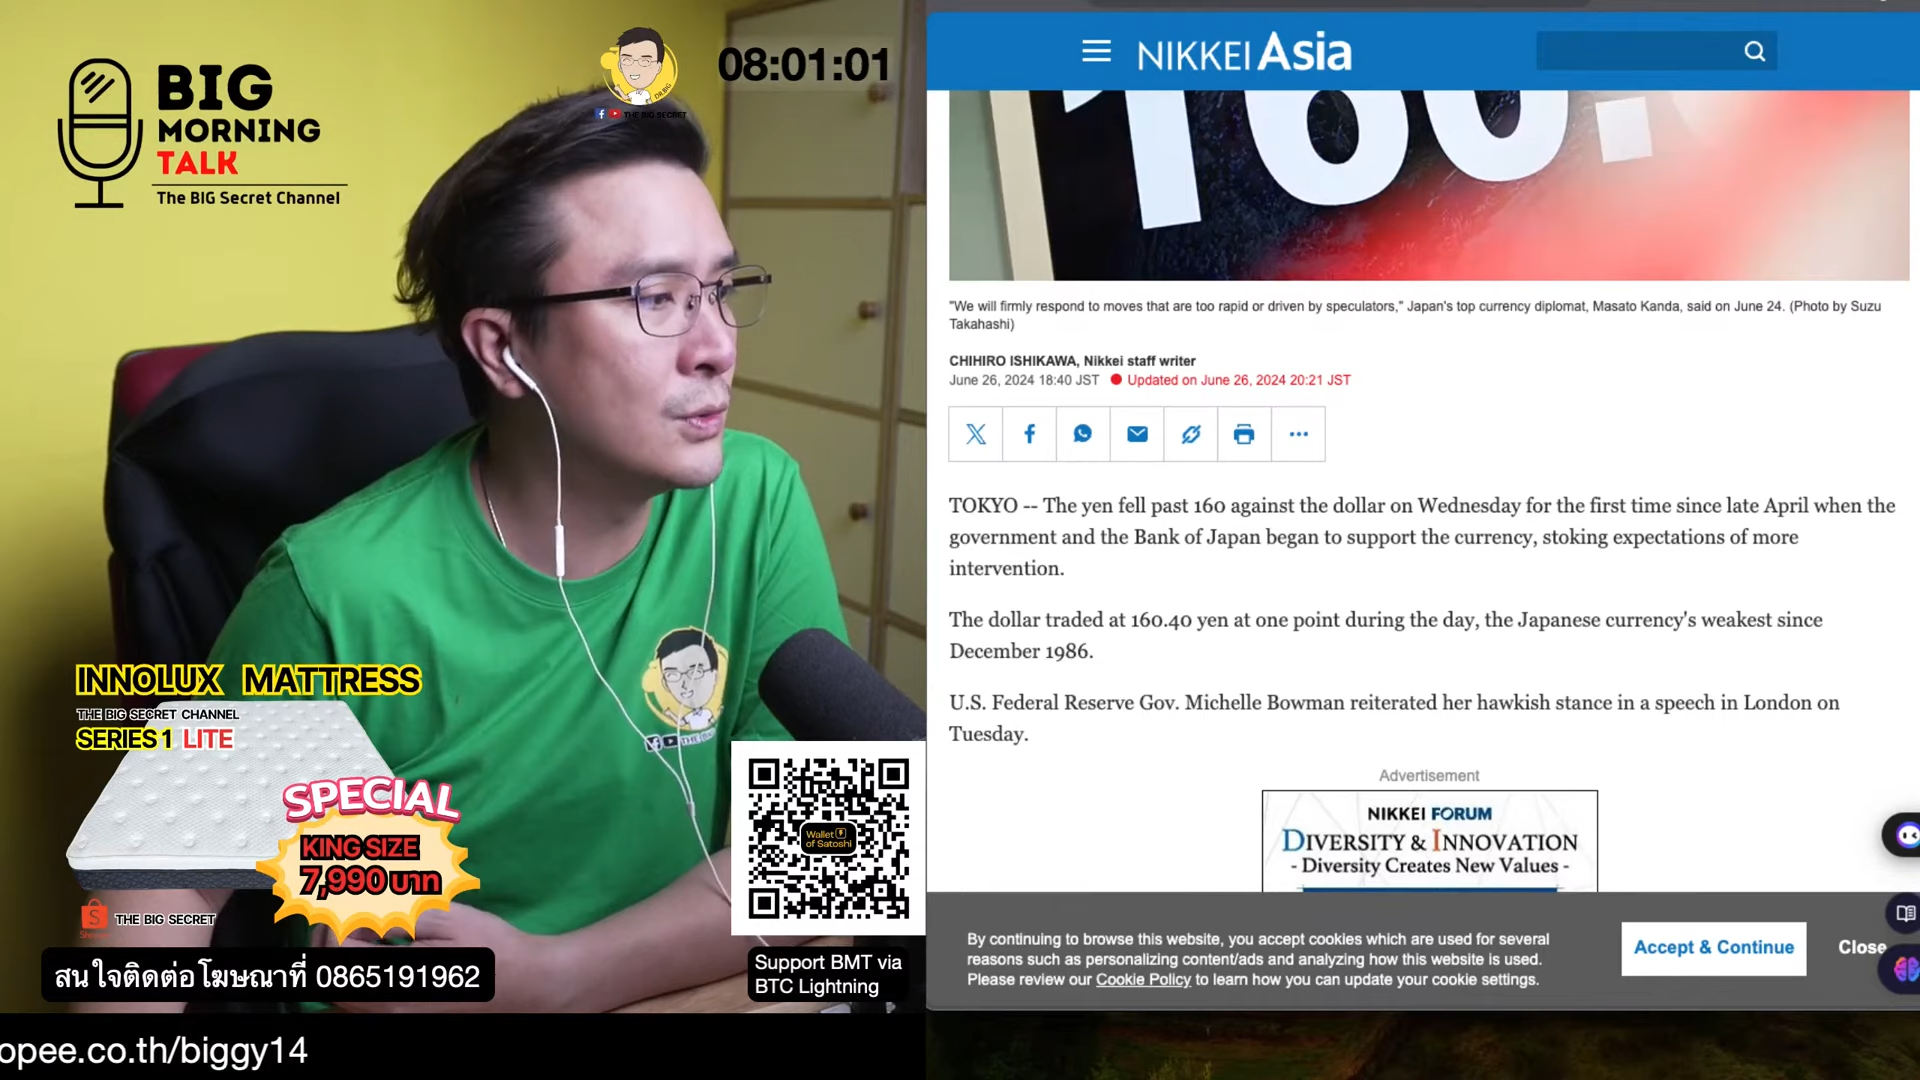 BIG
MORNING
TALK
The BIG Secret Channel
DR.BIG
THE BIG SECRET
08:01:01
INNOLUX MATTRESS
THE BIG SECRET CHANNEL
SERIES 1 LITE
SPECIAL
KING SIZE
7,990 บาท
THE BIG SECRET
สนใจติดต่อโฆษณาที่ 0865191962
Wallet
of Satoshi
Support BMT via
BTC Lightning
opee.co.th/biggy14
NIKKEI Asia
160.
"We will firmly respond to moves that are too rapid or driven by speculators," Japan's top currency diplomat, Masato Kanda, said on June 24. (Photo by Suzu
Takahashi)
CHIHIRO ISHIKAWA, Nikkei staff writer
June 26, 2024 18:40 JST Updated on June 26, 2024 20:21 JST
TOKYO -- The yen fell past 160 against the dollar on Wednesday for the first time since late April when the
government and the Bank of Japan began to support the currency, stoking expectations of more
intervention.
The dollar traded at 160.40 yen at one point during the day, the Japanese currency's weakest since
December 1986.
U.S. Federal Reserve Gov. Michelle Bowman reiterated her hawkish stance in a speech in London on
Tuesday.
Advertisement
NIKKEI FORUM
DIVERSITY & INNOVATION
- Diversity Creates New Values -
By continuing to browse this website, you accept cookies which are used for several
reasons such as personalizing content/ads and analyzing how this website is used.
Please review our Cookie Policy to learn how you can update your cookie settings.
Accept & Continue
Close